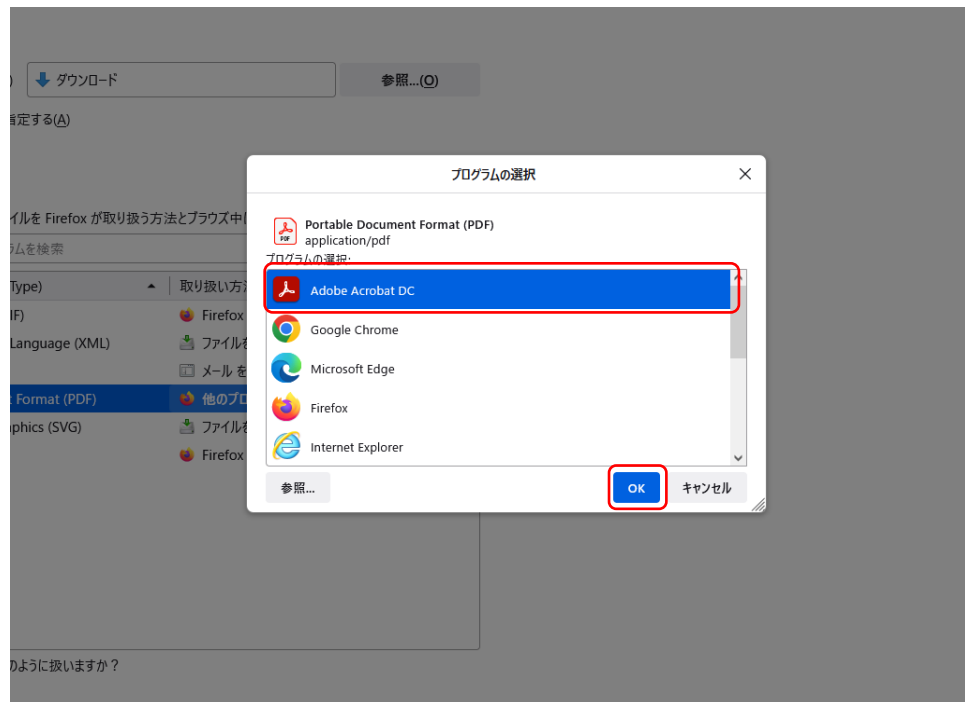 ダウンロード
参照...(O)
指定する(A)
イルを Firefox が取り扱う方法とブラウズ中
ラムを検索
Type)
取り扱い方
IF)
Firefox
Language (XML)
ファイルを
メール を
Format (PDF)
他のプロ
phics (SVG)
ファイルを
Firefox
プログラムの選択
Portable Document Format (PDF)
application/pdf
プログラムの選択:
Adobe Acrobat DC
Google Chrome
Microsoft Edge
Firefox
Internet Explorer
参照...
OK
キャンセル
のように扱いますか？